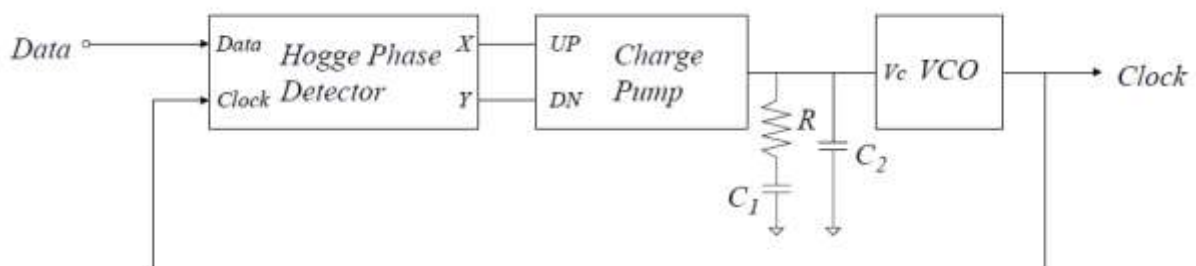 Data
Data
Clock
Hogge Phase
Detector
X
Y
UP
DN
Charge
Pump
R
C1
C2
Vc
VCO
Clock